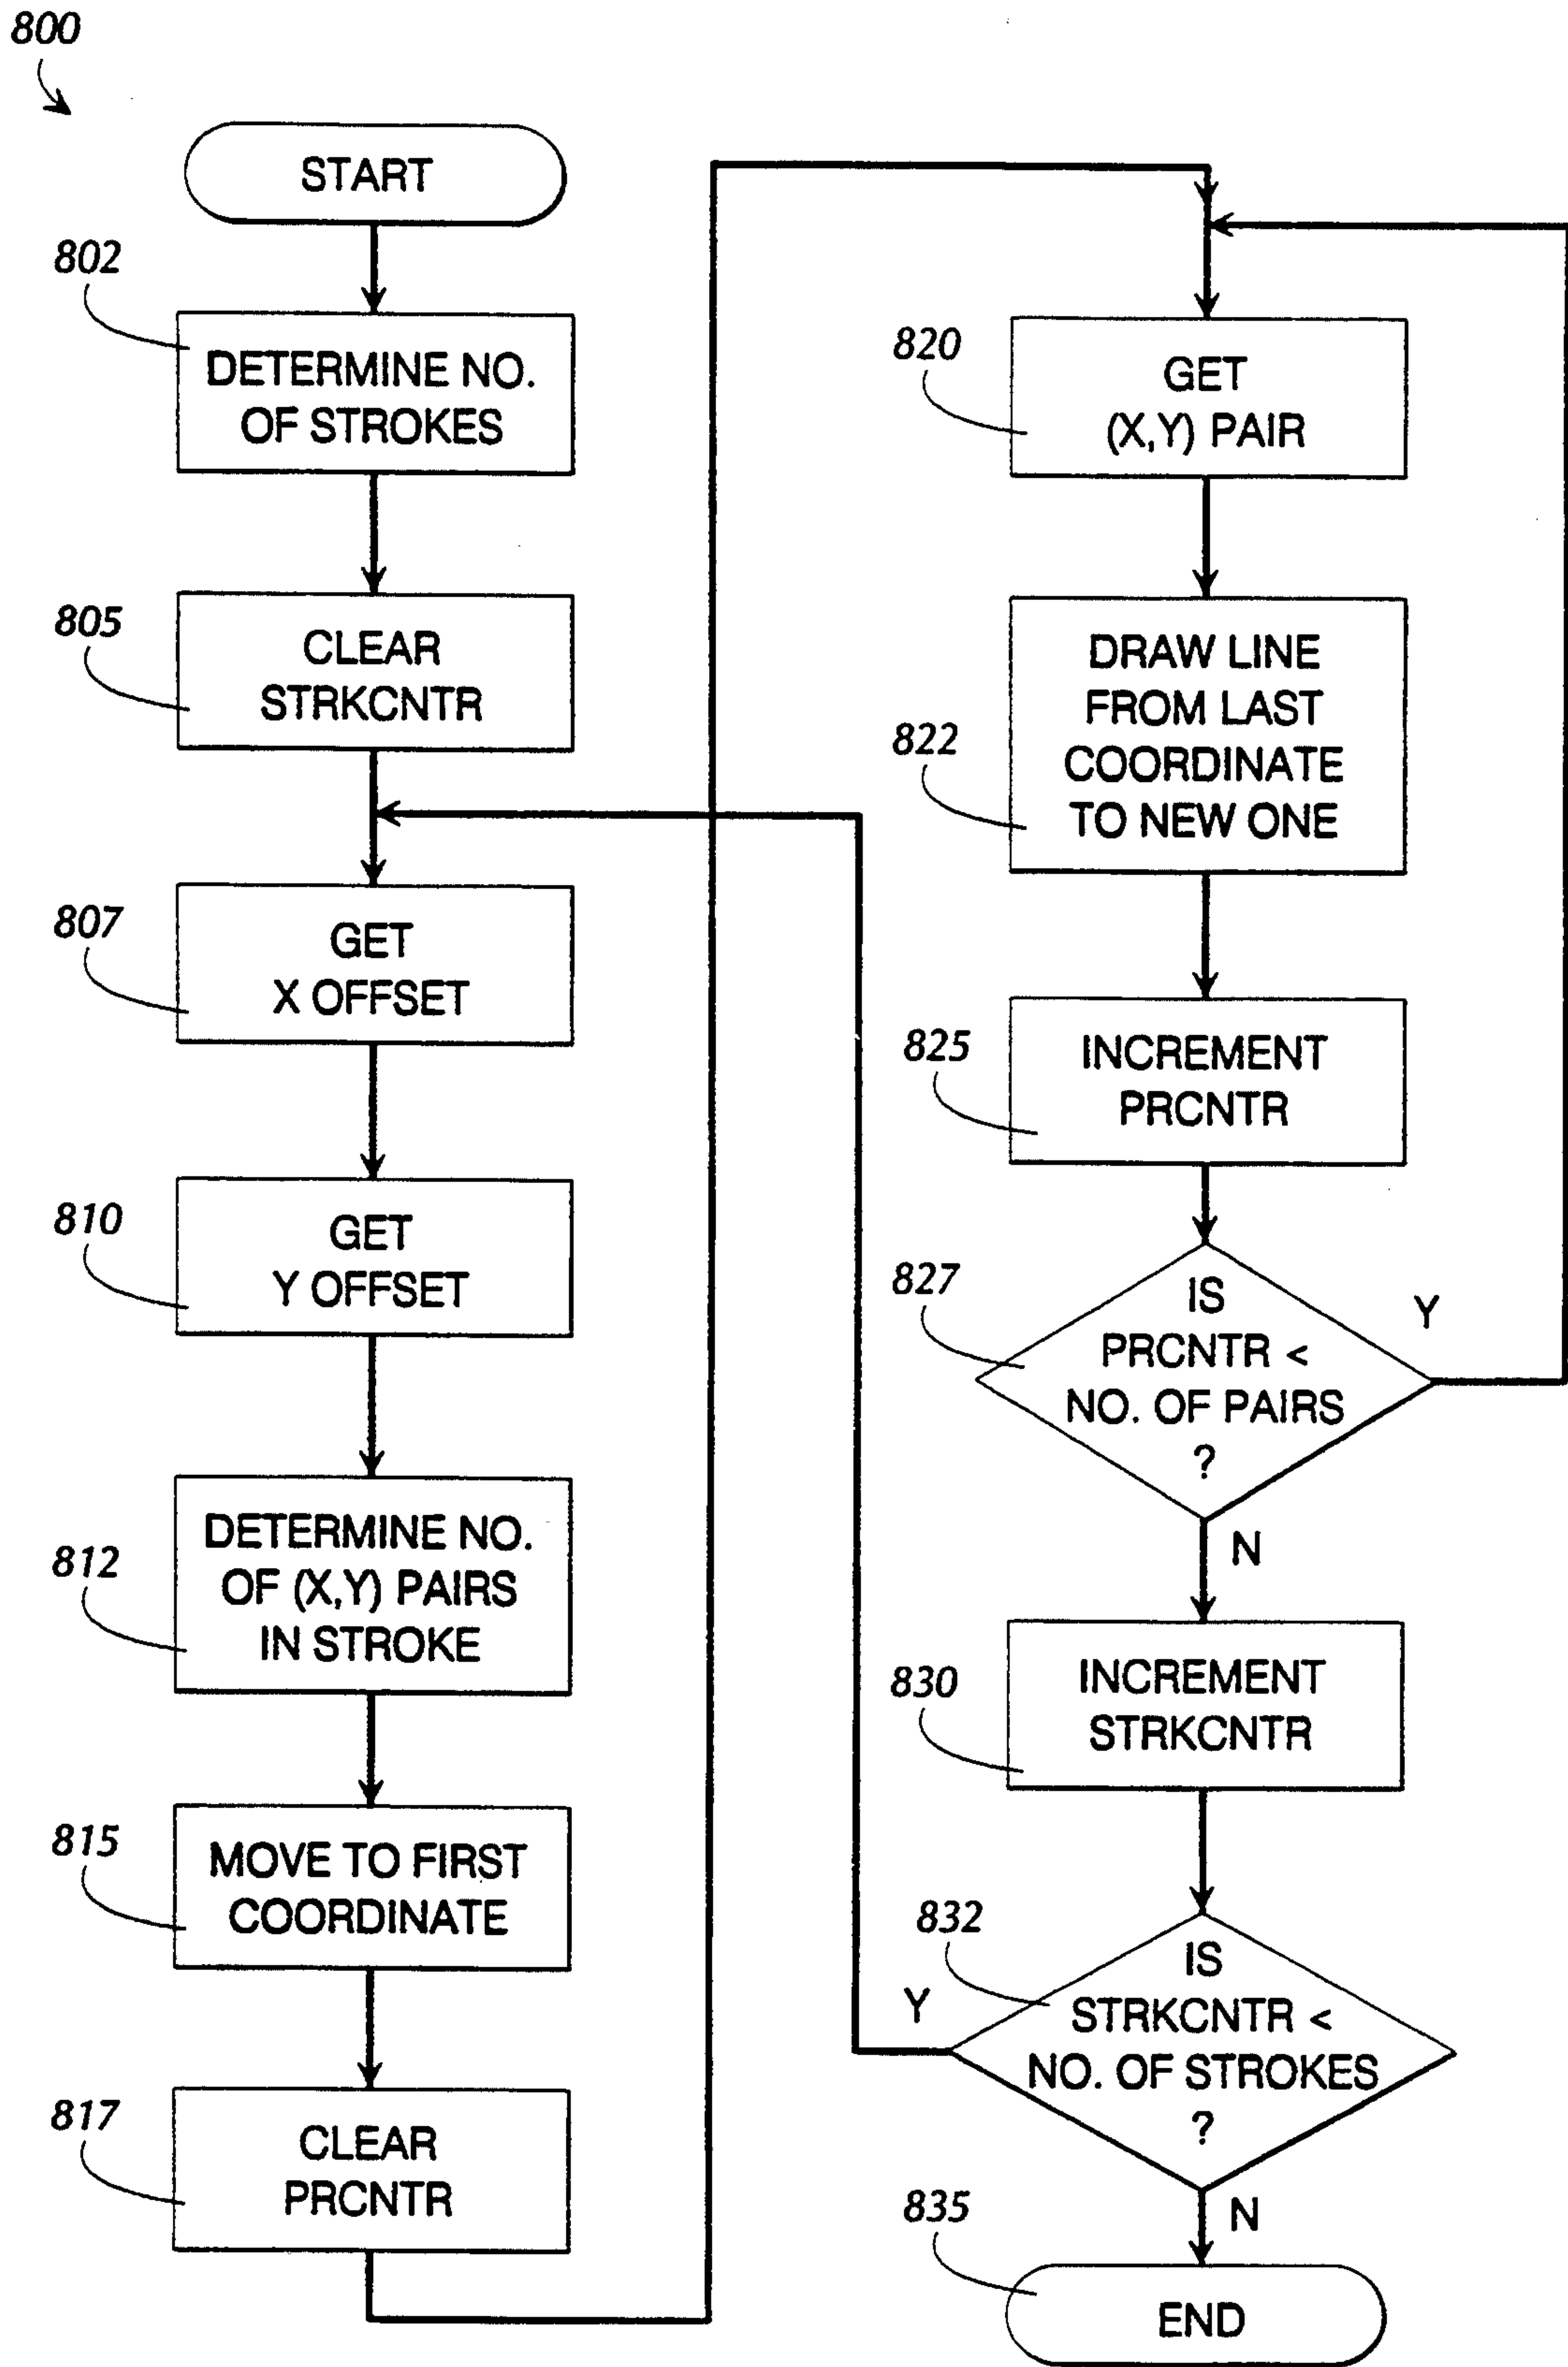 800
START
802
DETERMINE NO.
OF STROKES
805
CLEAR
STRKCNTR
807
GET
X OFFSET
810
GET
Y OFFSET
812
DETERMINE NO.
OF (X,Y) PAIRS
IN STROKE
815
MOVE TO FIRST
COORDINATE
817
CLEAR
PRCNTR
820
GET
(X,Y) PAIR
822
DRAW LINE
FROM LAST
COORDINATE
TO NEW ONE
825
INCREMENT
PRCNTR
827
IS
PRCNTR <
NO. OF PAIRS
?
Y
N
830
INCREMENT
STRKCNTR
832
IS
STRKCNTR <
NO. OF STROKES
?
Y
N
835
END